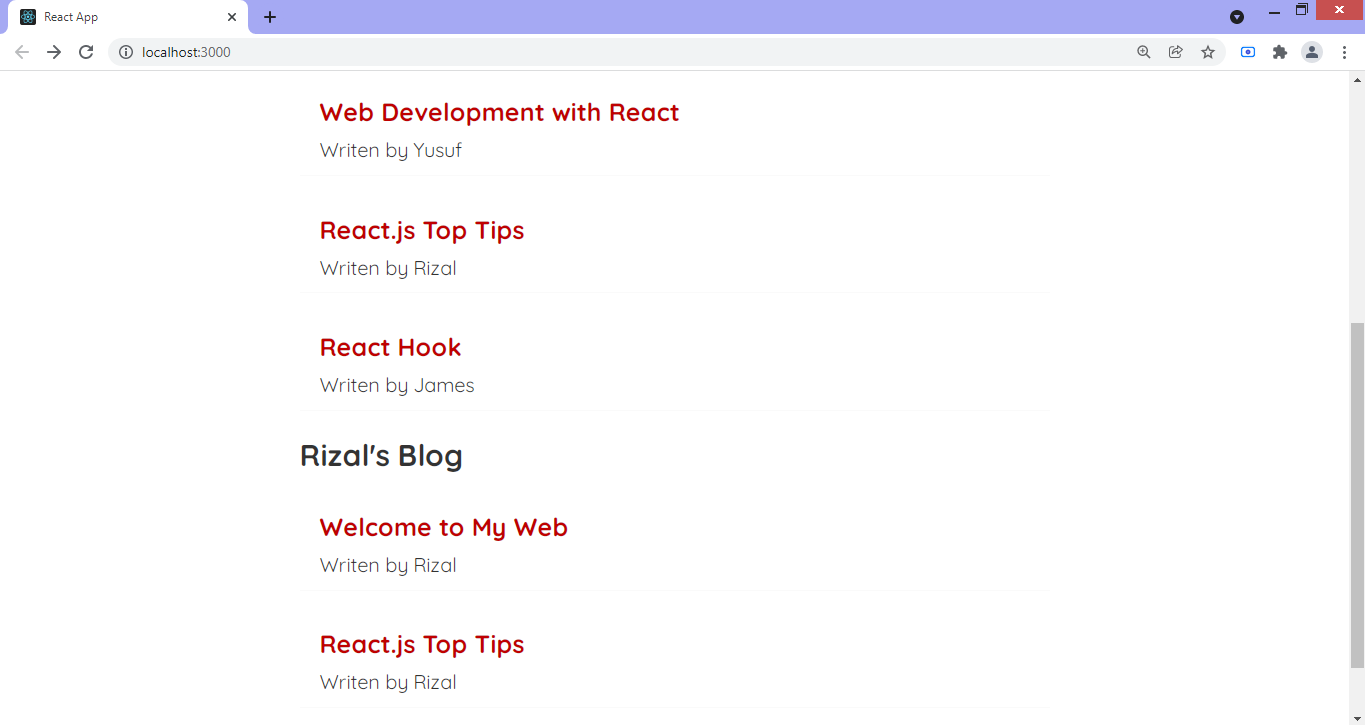 React App
localhost:3000
Web Development with React
Writen by Yusuf
React.js Top Tips
Writen by Rizal
React Hook
Writen by James
Rizal's Blog
Welcome to My Web
Writen by Rizal
React.js Top Tips
Writen by Rizal